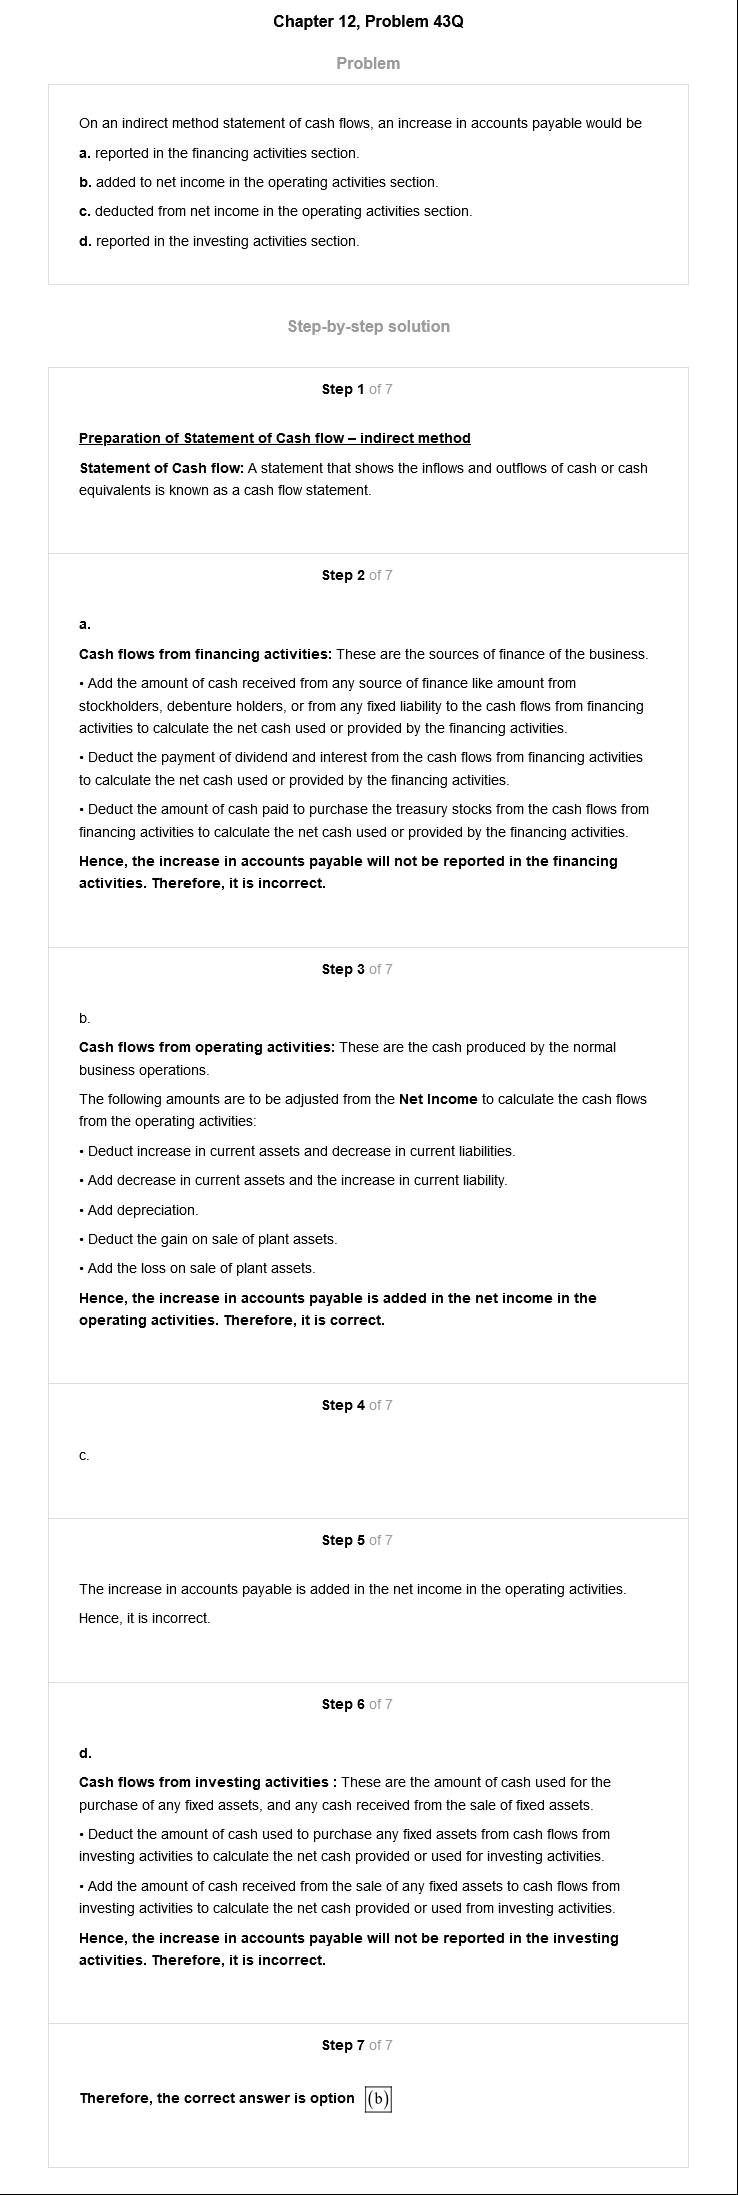 Chapter 12, Problem 43Q
Problem
On an indirect method statement of cash flows, an increase in accounts payable would be
a. reported in the financing activities section.
b. added to net income in the operating activities section.
c. deducted from net income in the operating activities section.
d. reported in the investing activities section.
Step-by-step solution
Step 1 of 7
Preparation of Statement of Cash flow – indirect method
Statement of Cash flow: A statement that shows the inflows and outflows of cash or cash
equivalents is known as a cash flow statement.
Step 2 of 7
a.
Cash flows from financing activities: These are the sources of finance of the business.
• Add the amount of cash received from any source of finance like amount from
stockholders, debenture holders, or from any fixed liability to the cash flows from financing
activities to calculate the net cash used or provided by the financing activities.
• Deduct the payment of dividend and interest from the cash flows from financing activities
to calculate the net cash used or provided by the financing activities.
• Deduct the amount of cash paid to purchase the treasury stocks from the cash flows from
financing activities to calculate the net cash used or provided by the financing activities.
Hence, the increase in accounts payable will not be reported in the financing
activities. Therefore, it is incorrect.
Step 3 of 7
b.
Cash flows from operating activities: These are the cash produced by the normal
business operations.
The following amounts are to be adjusted from the Net Income to calculate the cash flows
from the operating activities:
• Deduct increase in current assets and decrease in current liabilities.
• Add decrease in current assets and the increase in current liability.
• Add depreciation.
• Deduct the gain on sale of plant assets.
• Add the loss on sale of plant assets.
Hence, the increase in accounts payable is added in the net income in the
operating activities. Therefore, it is correct.
Step 4 of 7
c.
Step 5 of 7
The increase in accounts payable is added in the net income in the operating activities.
Hence, it is incorrect.
Step 6 of 7
d.
Cash flows from investing activities : These are the amount of cash used for the
purchase of any fixed assets, and any cash received from the sale of fixed assets.
• Deduct the amount of cash used to purchase any fixed assets from cash flows from
investing activities to calculate the net cash provided or used for investing activities.
• Add the amount of cash received from the sale of any fixed assets to cash flows from
investing activities to calculate the net cash provided or used from investing activities.
Hence, the increase in accounts payable will not be reported in the investing
activities. Therefore, it is incorrect.
Step 7 of 7
Therefore, the correct answer is option (b)